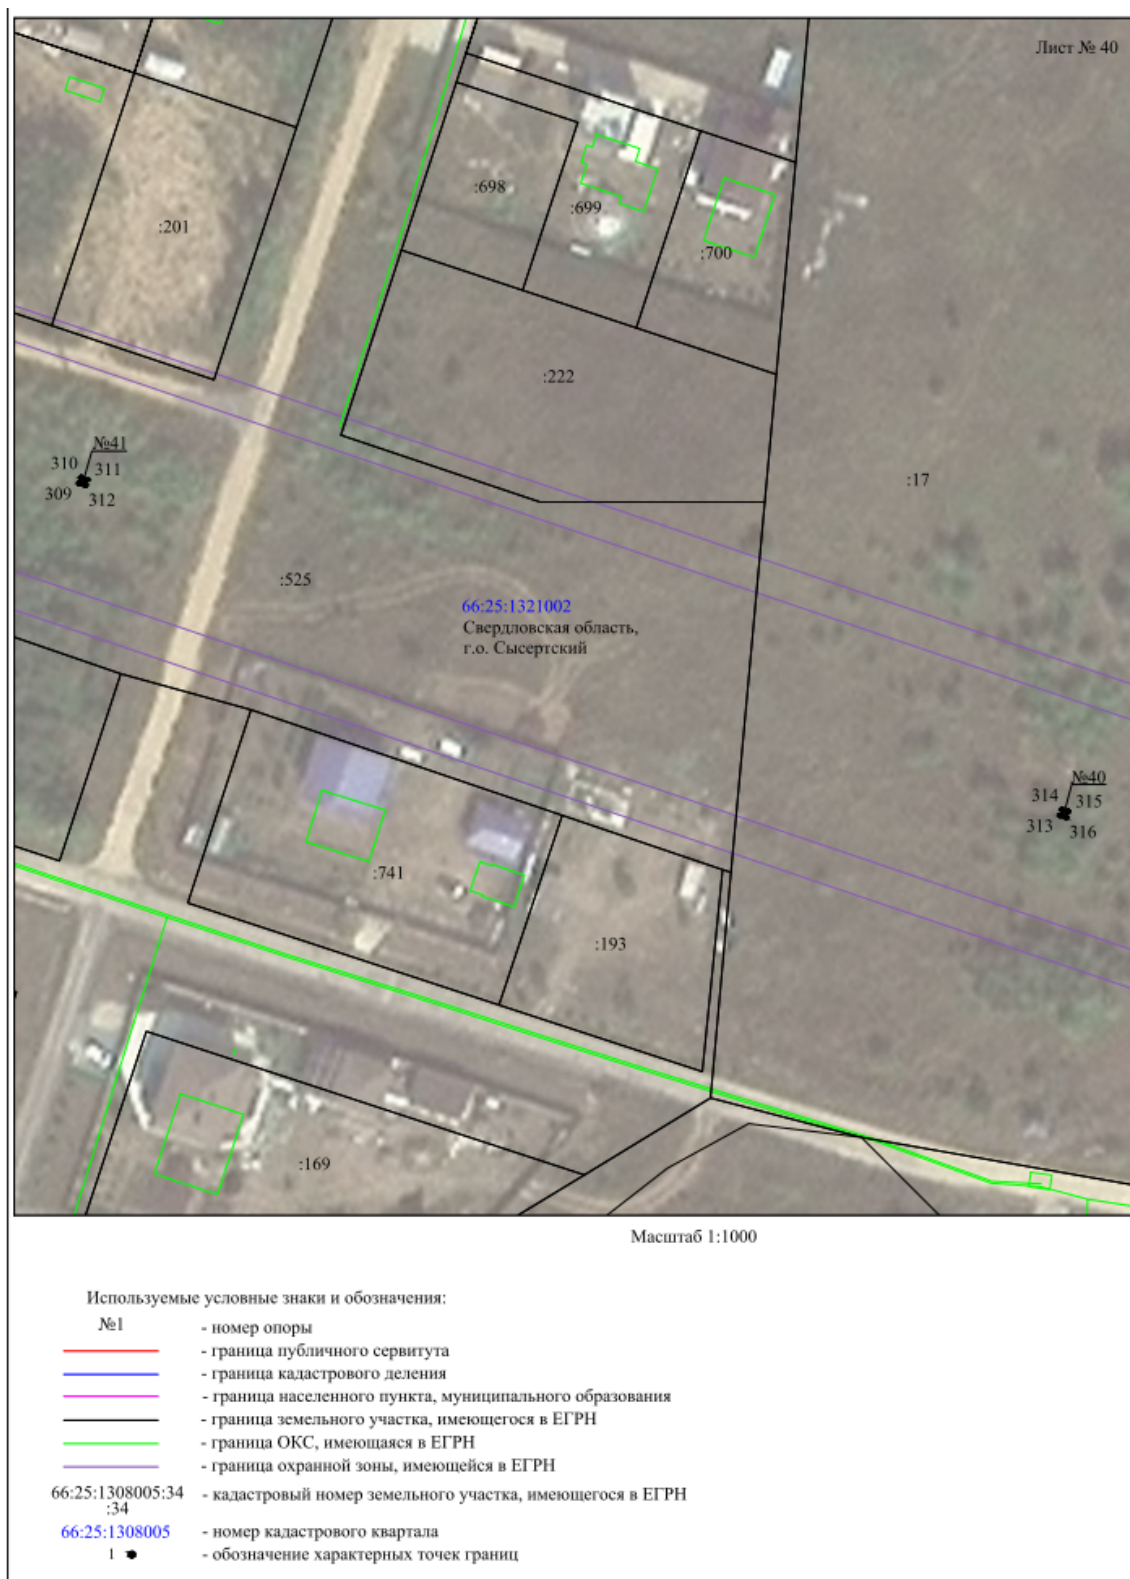 Лист № 40
:698
:699
:201
:700
:222
№41
310 311
309 312
:17
:525
66:25:1321002
Свердловская область,
г.о. Сысертский
№40
314 315
313 316
:741
:193
:169
Масштаб 1:1000
Используемые условные знаки и обозначения:
№1 - номер опоры
- граница публичного сервитута
- граница кадастрового деления
- граница населенного пункта, муниципального образования
- граница земельного участка, имеющегося в ЕГРН
- граница ОКС, имеющаяся в ЕГРН
- граница охранной зоны, имеющейся в ЕГРН
66:25:1308005:34 - кадастровый номер земельного участка, имеющегося в ЕГРН
:34
66:25:1308005 - номер кадастрового квартала
1 - обозначение характерных точек границ